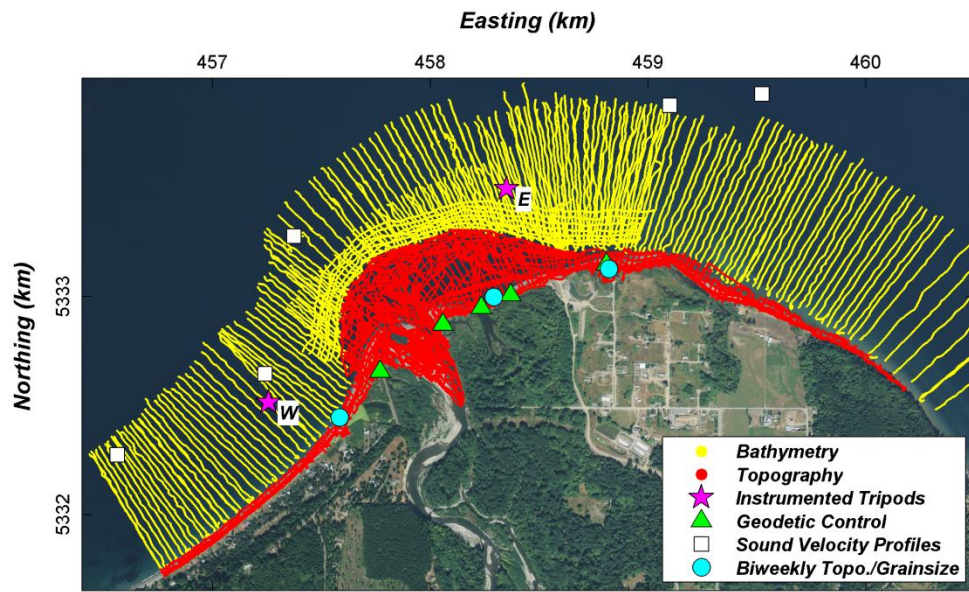 Easting (km)
457 458 459 460
Northing (km)
5333
5332
E
W
Bathymetry
Topography
Instrumented Tripods
Geodetic Control
Sound Velocity Profiles
Biweekly Topo./Grainsize